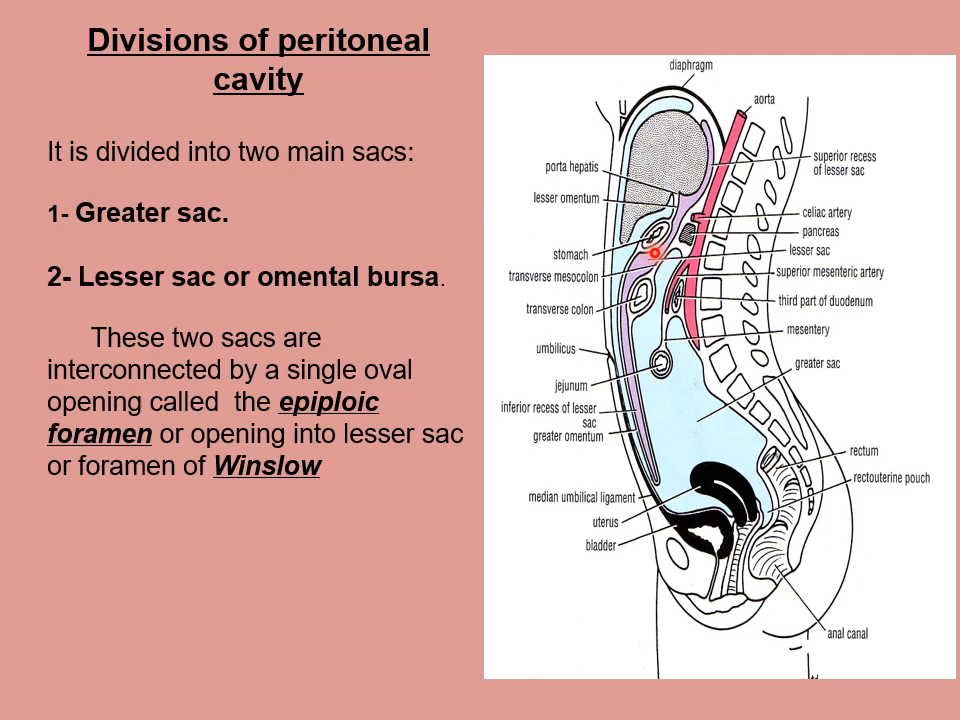 Divisions of peritoneal
cavity
It is divided into two main sacs:
1- Greater sac.
2- Lesser sac or omental bursa.
These two sacs are
interconnected by a single oval
opening called the epiploic
foramen or opening into lesser sac
or foramen of Winslow
diaphragm
aorta
porta hepatis
lesser omentum
stomach
transverse mesocolon
transverse colon
umbilicus
jejunum
inferior recess of lesser
sac
greater omentum
median umbilical ligament
uterus
bladder
superior recess
of lesser sac
celiac artery
pancreas
lesser sac
superior mesenteric artery
third part of duodenum
mesentery
greater sac
rectum
rectouterine pouch
anal canal